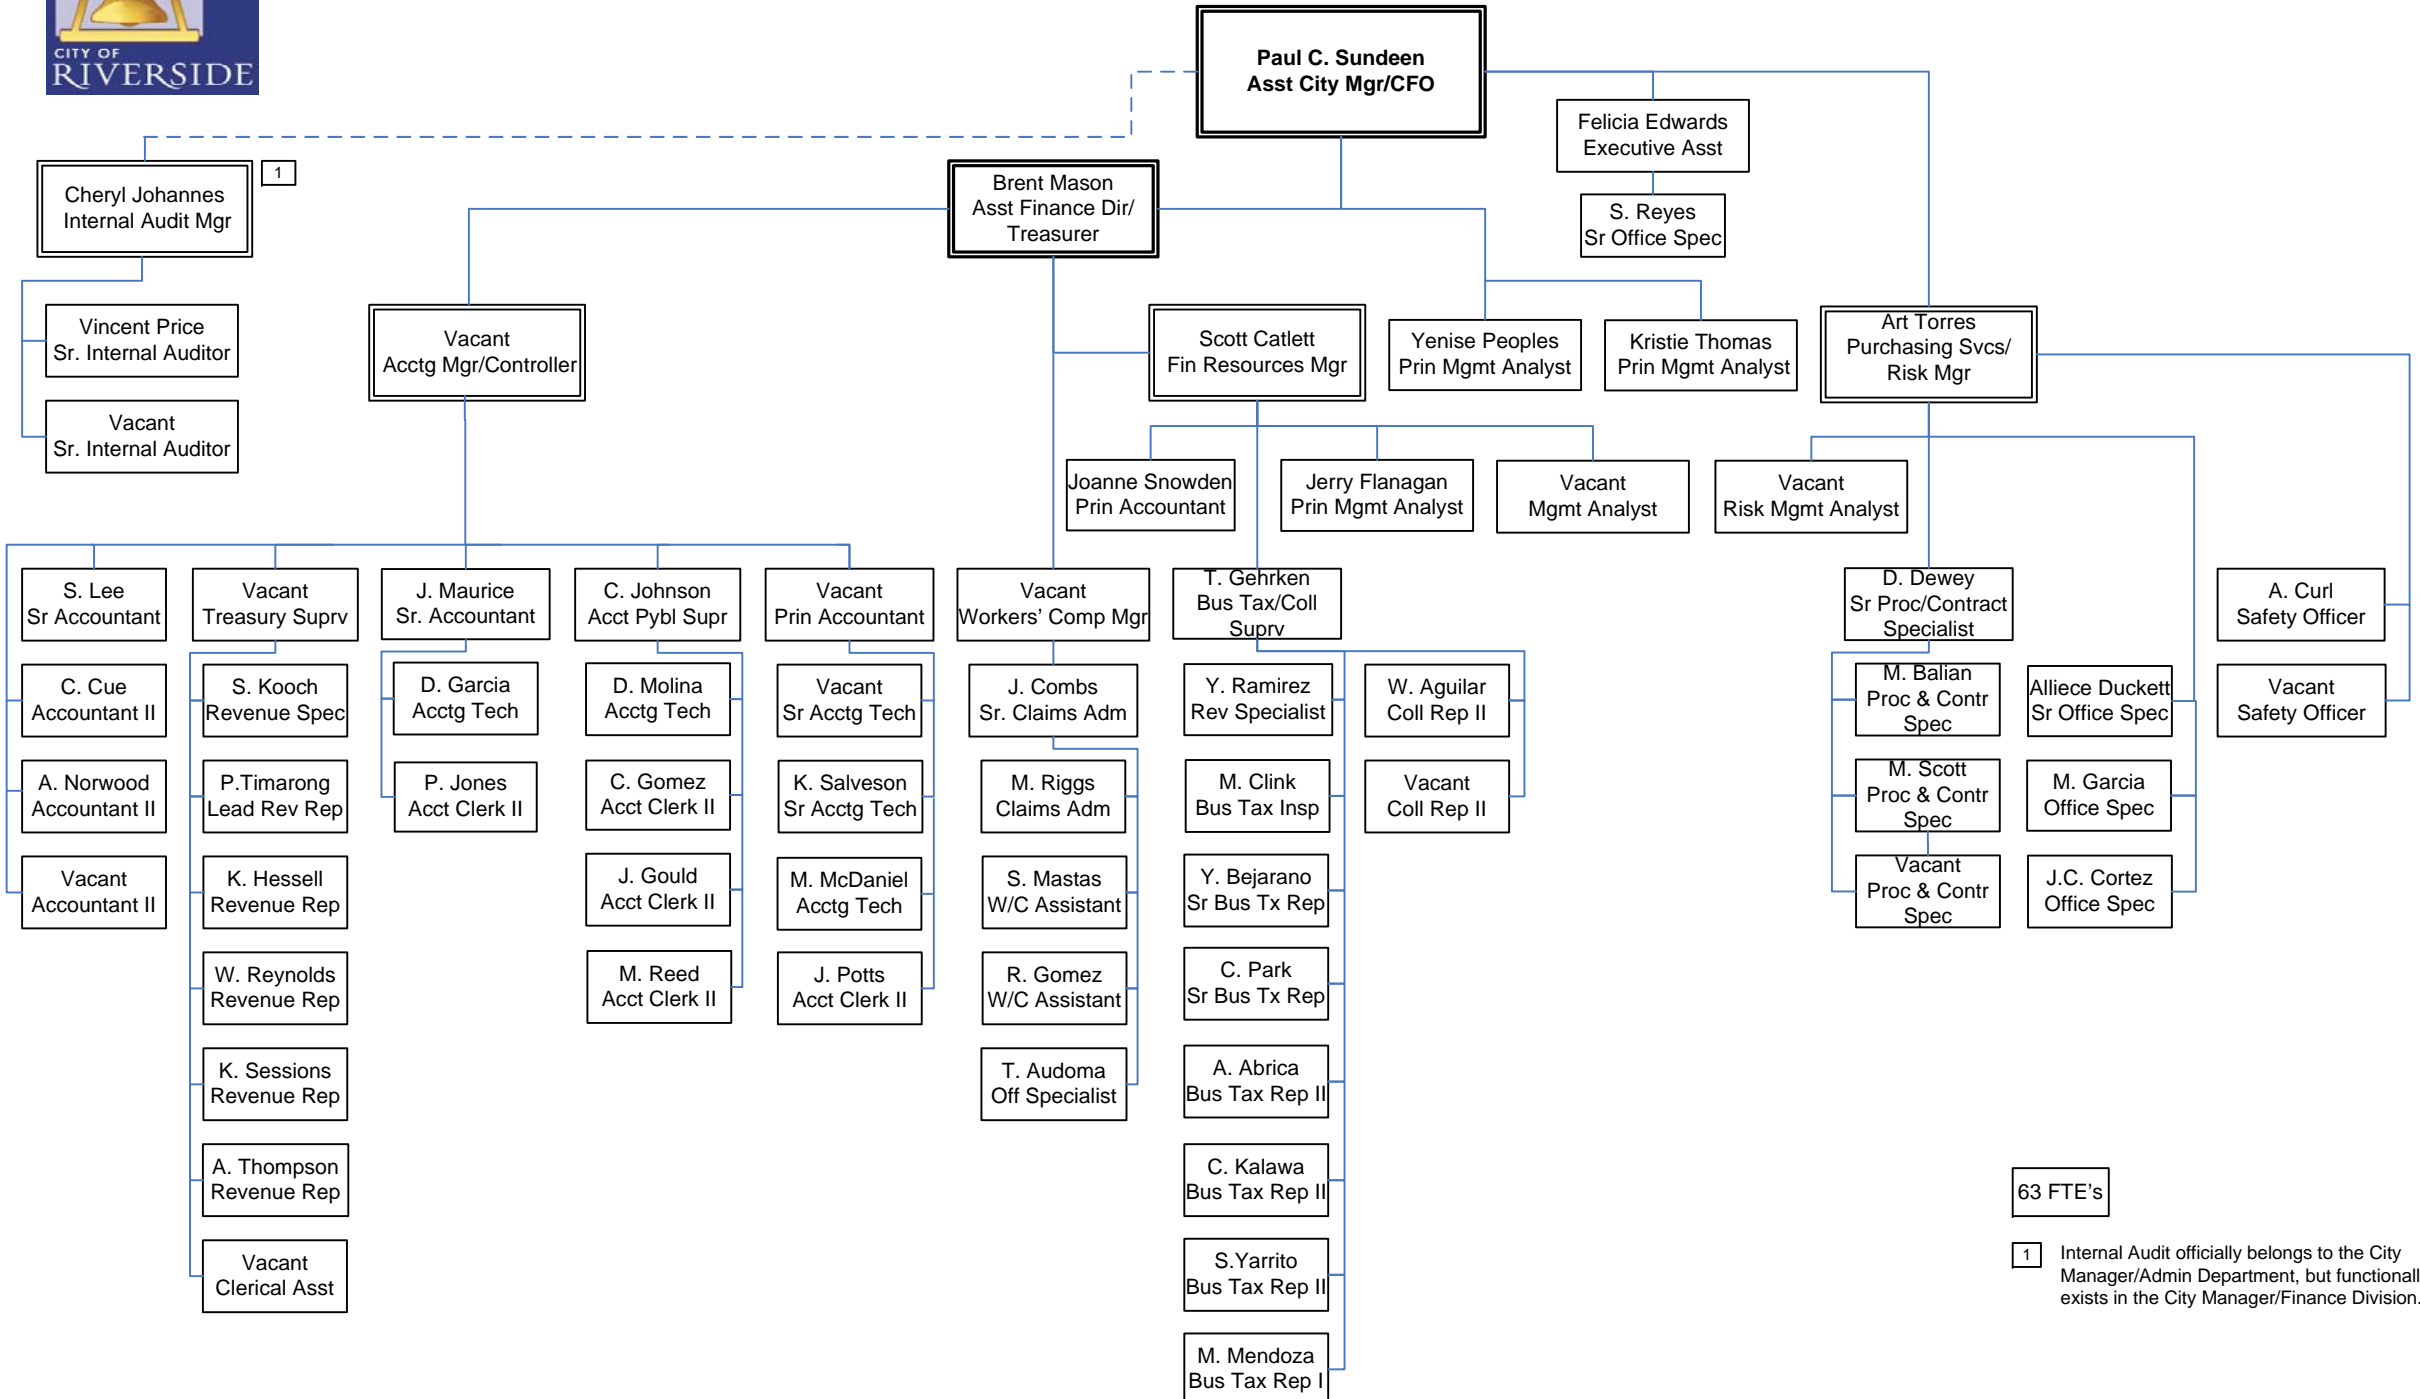 CITY OF
RIVERSIDE
Paul C. Sundeen
Asst City Mgr/CFO
Felicia Edwards
Executive Asst
S. Reyes
Sr Office Spec
Cheryl Johannes
Internal Audit Mgr
1
Brent Mason
Asst Finance Dir/
Treasurer
Vincent Price
Sr. Internal Auditor
Vacant
Sr. Internal Auditor
Vacant
Acctg Mgr/Controller
Scott Catlett
Fin Resources Mgr
Yenise Peoples
Prin Mgmt Analyst
Kristie Thomas
Prin Mgmt Analyst
Art Torres
Purchasing Svcs/
Risk Mgr
Joanne Snowden
Prin Accountant
Jerry Flanagan
Prin Mgmt Analyst
Vacant
Mgmt Analyst
Vacant
Risk Mgmt Analyst
S. Lee
Sr Accountant
C. Cue
Accountant II
A. Norwood
Accountant II
Vacant
Accountant II
Vacant
Treasury Suprv
S. Kooch
Revenue Spec
P.Timarong
Lead Rev Rep
K. Hessell
Revenue Rep
W. Reynolds
Revenue Rep
K. Sessions
Revenue Rep
A. Thompson
Revenue Rep
Vacant
Clerical Asst
J. Maurice
Sr. Accountant
D. Garcia
Acctg Tech
P. Jones
Acct Clerk II
C. Johnson
Acct Pybl Supr
D. Molina
Acctg Tech
C. Gomez
Acct Clerk II
J. Gould
Acct Clerk II
M. Reed
Acct Clerk II
Vacant
Prin Accountant
Vacant
Sr Acctg Tech
K. Salveson
Sr Acctg Tech
M. McDaniel
Acctg Tech
J. Potts
Acct Clerk II
Vacant
Workers' Comp Mgr
J. Combs
Sr. Claims Adm
M. Riggs
Claims Adm
S. Mastas
W/C Assistant
R. Gomez
W/C Assistant
T. Audoma
Off Specialist
T. Gehrken
Bus Tax/Coll
Suprv
Y. Ramirez
Rev Specialist
M. Clink
Bus Tax Insp
Y. Bejarano
Sr Bus Tx Rep
C. Park
Sr Bus Tx Rep
A. Abrica
Bus Tax Rep II
C. Kalawa
Bus Tax Rep II
S.Yarrito
Bus Tax Rep II
M. Mendoza
Bus Tax Rep I
W. Aguilar
Coll Rep II
Vacant
Coll Rep II
D. Dewey
Sr Proc/Contract
Specialist
M. Balian
Proc & Contr
Spec
M. Scott
Proc & Contr
Spec
Vacant
Proc & Contr
Spec
Alliece Duckett
Sr Office Spec
M. Garcia
Office Spec
J.C. Cortez
Office Spec
A. Curl
Safety Officer
Vacant
Safety Officer
63 FTE's
1
Internal Audit officially belongs to the City
Manager/Admin Department, but functionall
exists in the City Manager/Finance Division.